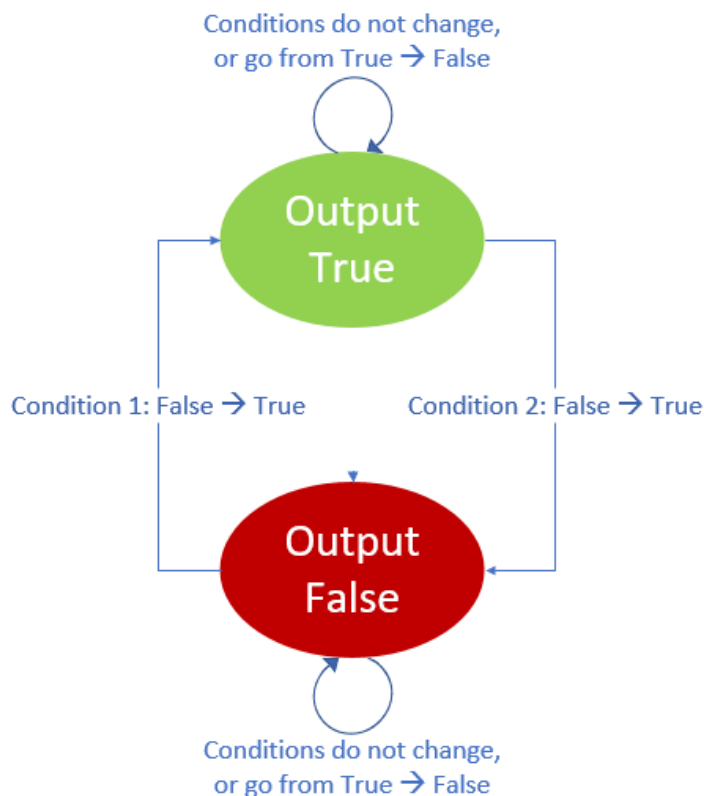 Conditions do not change,
or go from True → False
Output
True
Condition 1: False → True
Condition 2: False → True
Output
False
Conditions do not change,
or go from True → False